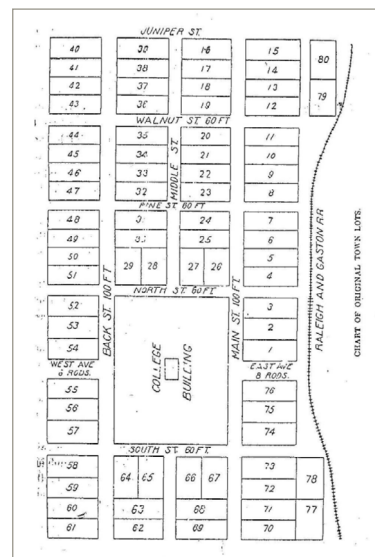 JUNIPER ST.
40 39 16 15
41 38 17 14
42 37 18 13
43 36 19 12
80
79
WALNUT ST. 60 FT
44 35 20 11
45 34 21 10
46 33 22 9
47 32 23 8
MIDDLE ST
PINE ST 60 FT
48 24 7
49 25 6
50 5
51 29 28 27 26 4
NORTH ST. 60 FT
52 3
53 2
54 1
BACK ST. 100 FT
MAIN ST. 100 FT
RALEIGH AND GASTON R.R
CHART OF ORIGINAL TOWN LOTS.
WEST AVE
6 RODS.
EAST AVE
8 RODS.
COLLEGE
BUILDING
55 76
56 75
57 74
SOUTH ST. 60 FT.
58 64 65 66 67 73
59 72
78
60 63 68 71
77
61 62 69 70